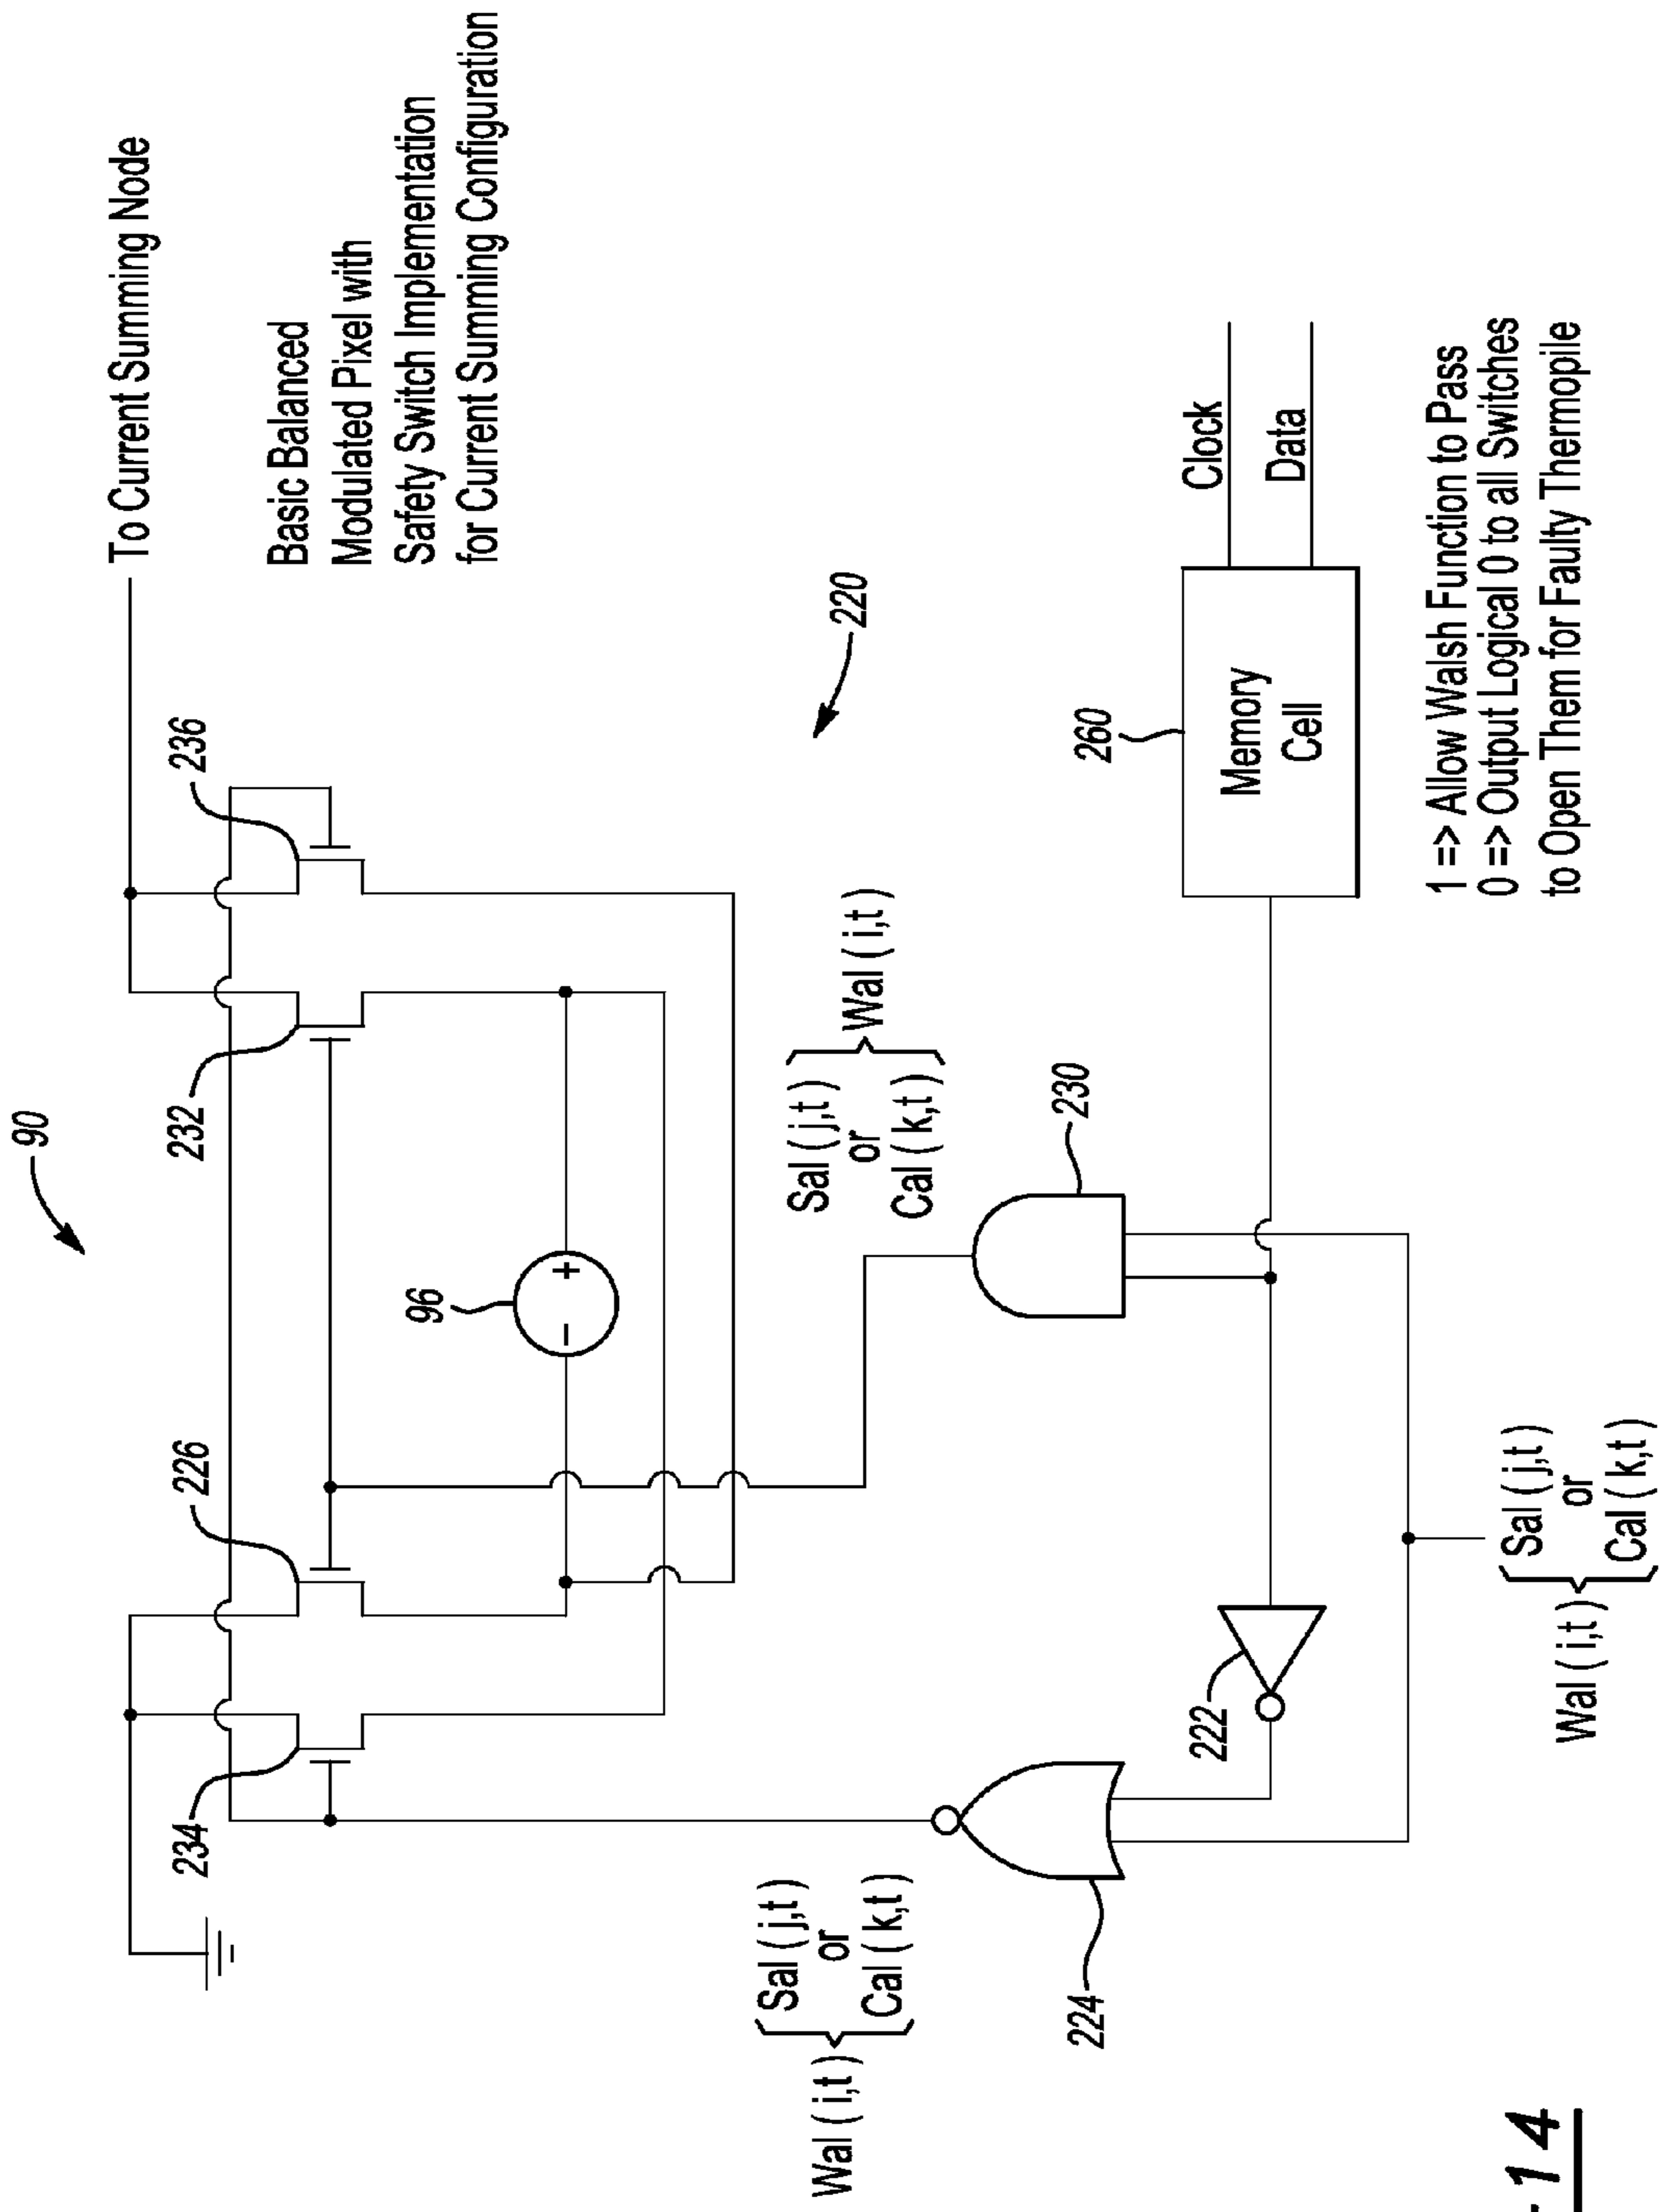 90
To Current Summing Node
Basic Balanced
Modulated Pixel with
Safety Switch Implementation
for Current Summing Configuration
234
226
232
236
96
220
Wal ( i,t ) Sal ( j,t )
or
Cal ( k,t )
Sal ( j,t )
or
Cal ( k,t ) Wal ( i,t )
224
222
230
260
Memory
Cell
Clock
Data
1 => Allow Walsh Function to Pass
0 => Output Logical 0 to all Switches
to Open Them for Faulty Thermopile
Wal ( i,t ) Sal ( j,t )
or
Cal ( k,t )
14